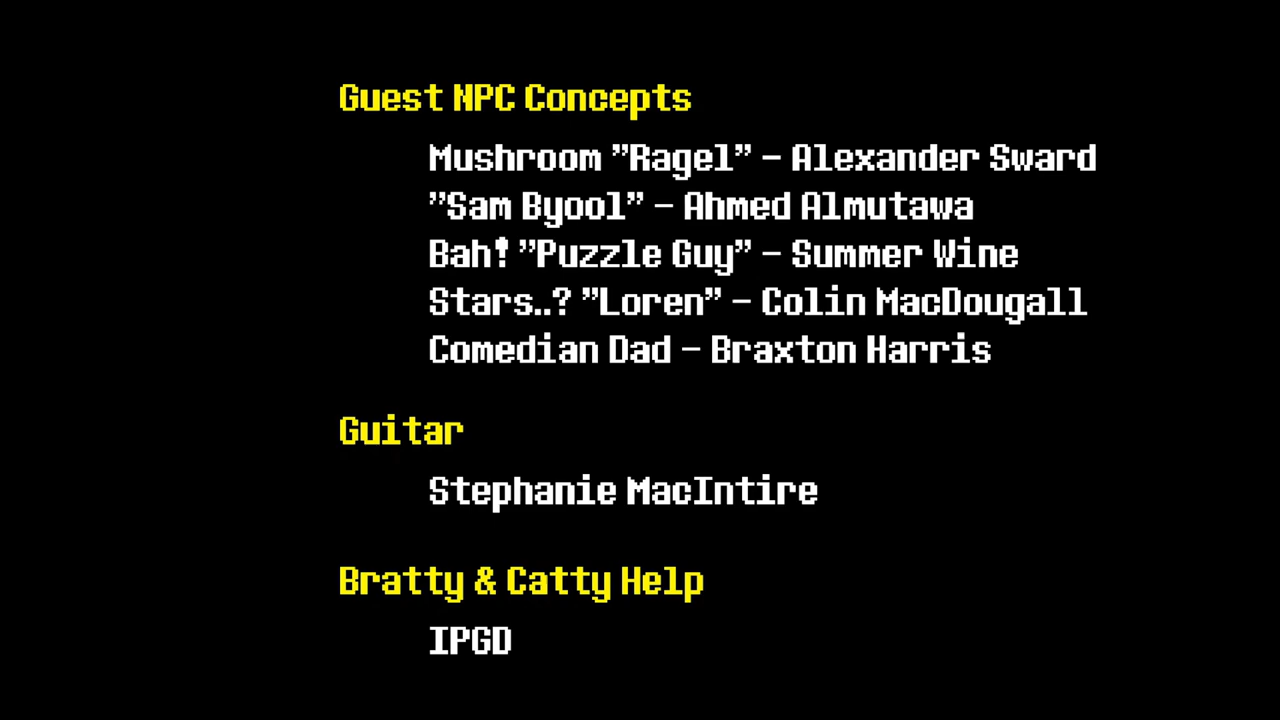 Guest NPC Concepts
Mushroom ”Ragel” - Alexander Sward
”Sam Byool” - Ahmed Almutawa
Bah! ”Puzzle Guy” - Summer Wine
Stars..? ”Loren” - Colin MacDougall
Comedian Dad - Braxton Harris
Guitar
Stephanie MacIntire
Bratty & Catty Help
IPGD